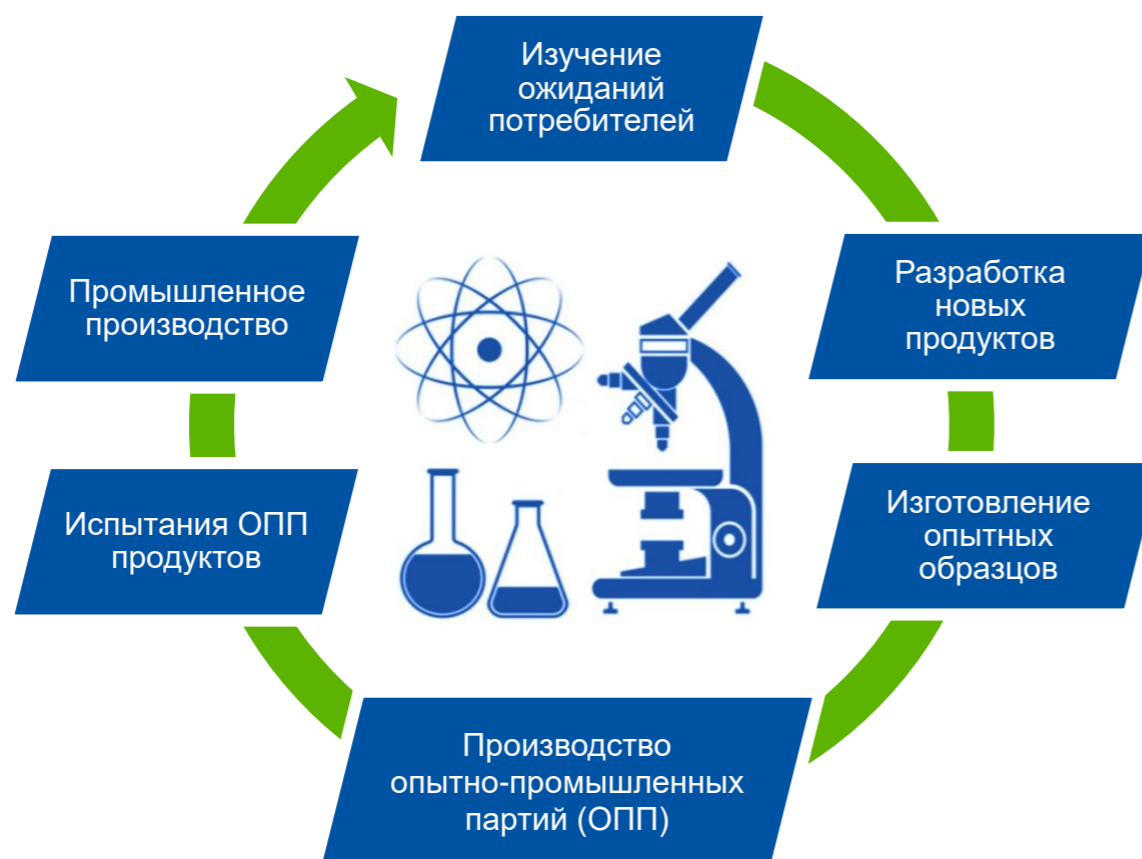 Изучение
ожиданий
потребителей
Разработка
новых
продуктов
Изготовление
опытных
образцов
Производство
опытно-промышленных
партий (ОПП)
Испытания ОПП
продуктов
Промышленное
производство